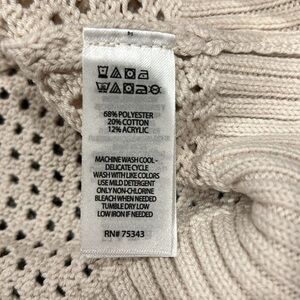 68% POLYESTER
20% COTTON
12% ACRYLIC
MACHINE WASH COOL-
DELICATE CYCLE
WASH WITH LIKE COLORS
USE MILD DETERGENT
ONLY NON-CHLORINE
BLEACH WHEN NEEDED
TUMBLE DRY LOW
LOW IRON IF NEEDED
RN# 75343